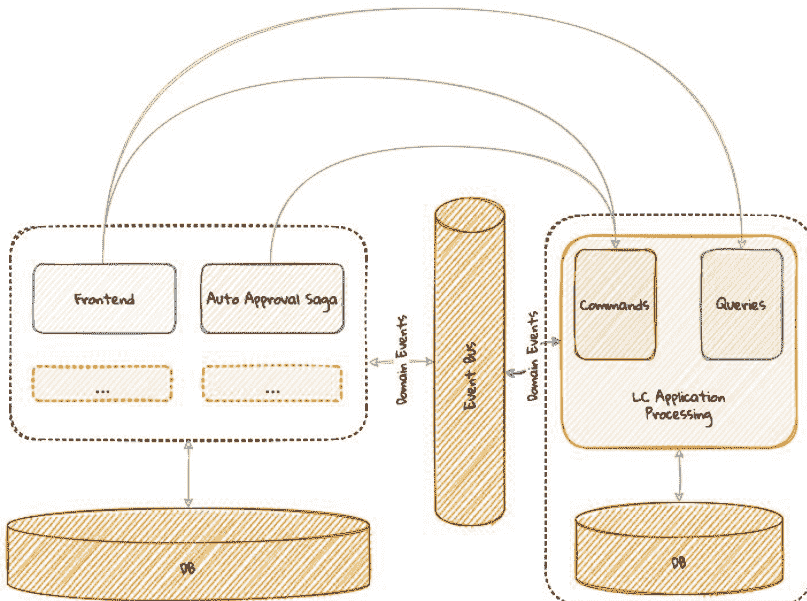 Frontend
Auto Approval Saga
...
...
Domain Events
Event Bus
Domain Events
Commands
Queries
LC Application
Processing
DB
DB